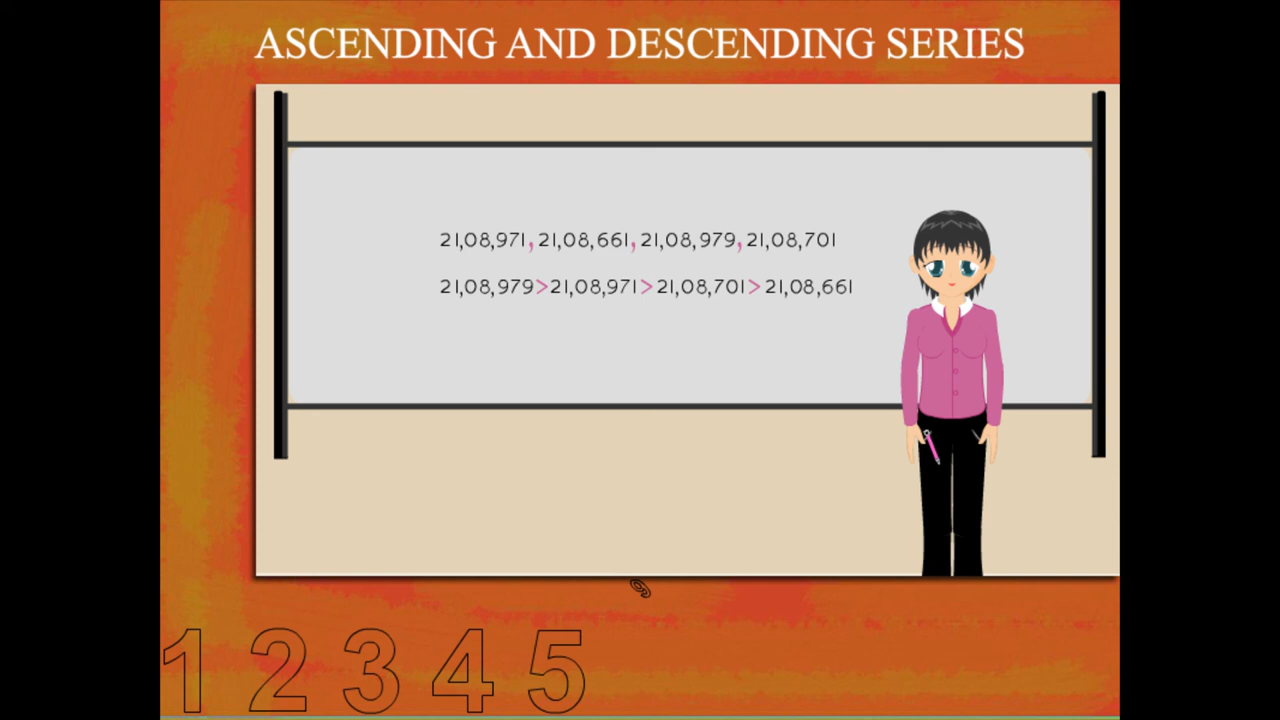 ASCENDING AND DESCENDING SERIES
21,08,971, 21,08,661, 21,08,979, 21,08,701
21,08,979>21,08,971>21,08,701>21,08,661
9
1 2 3 4 5